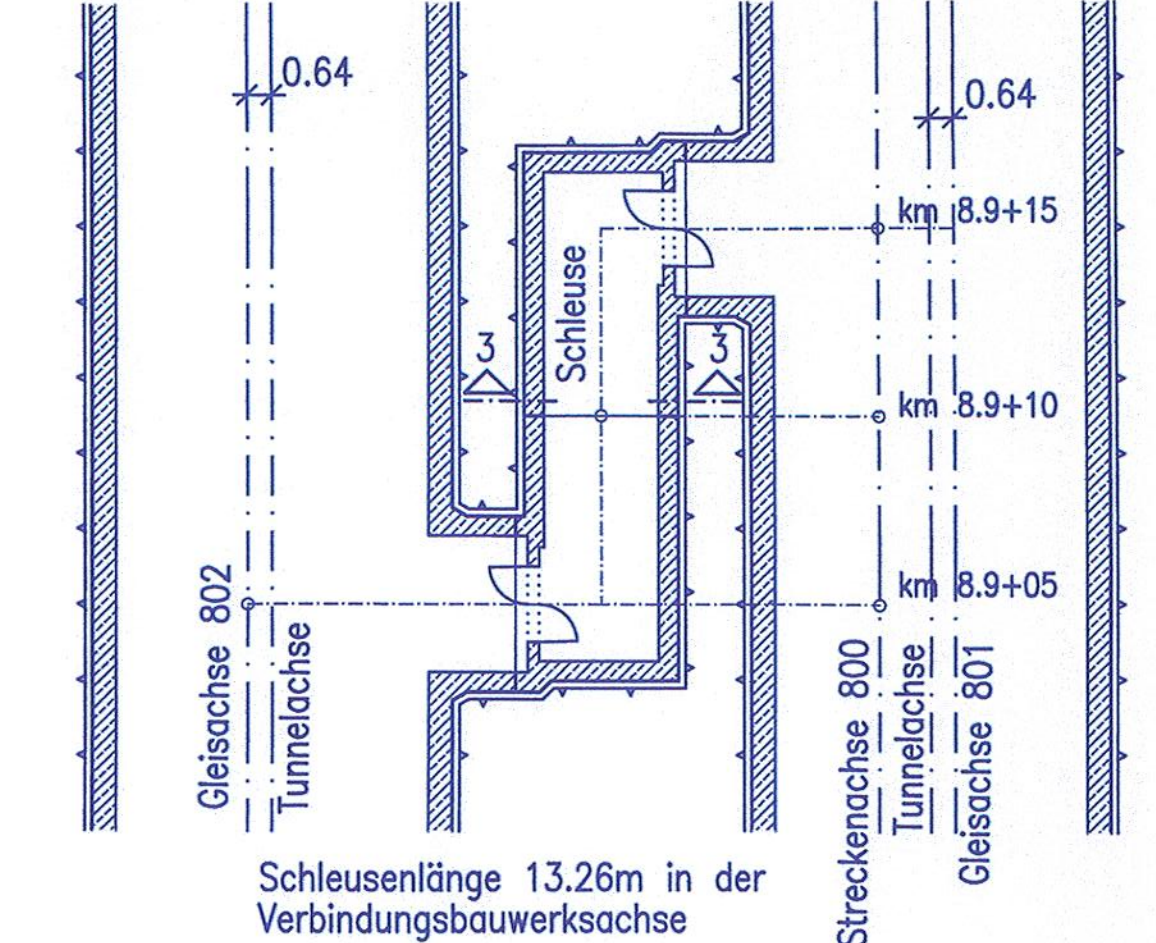 0.64
0.64
km 8.9+15
Schleuse
3
3
km 8.9+10
km 8.9+05
Gleisachse 802
Tunnelachse
Streckenachse 800
Tunnelachse
Gleisachse 801
Schleusenlänge 13.26m in der
Verbindungsbauwerksachse